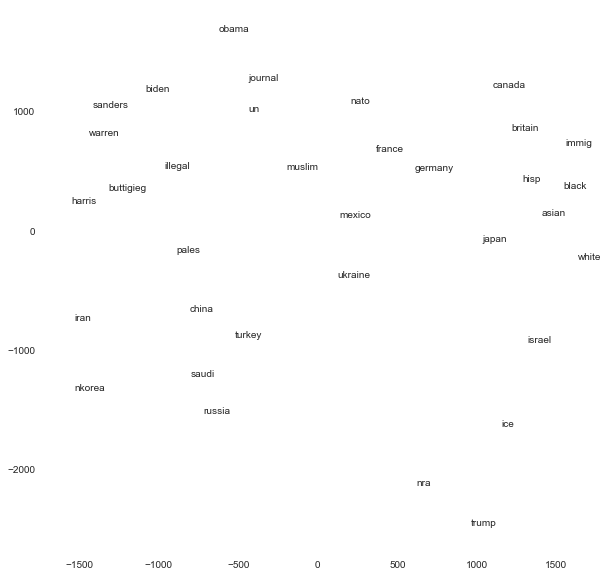 obama
journal
biden
canada
nato
sanders
un
1000
britain
warren
immig
france
illegal
muslim
germany
hisp
black
buttigieg
harris
asian
mexico
0
japan
pales
white
ukraine
china
iran
turkey
israel
−1000
saudi
nkorea
russia
ice
−2000
nra
trump
−1500 −1000 −500 0 500 1000 1500